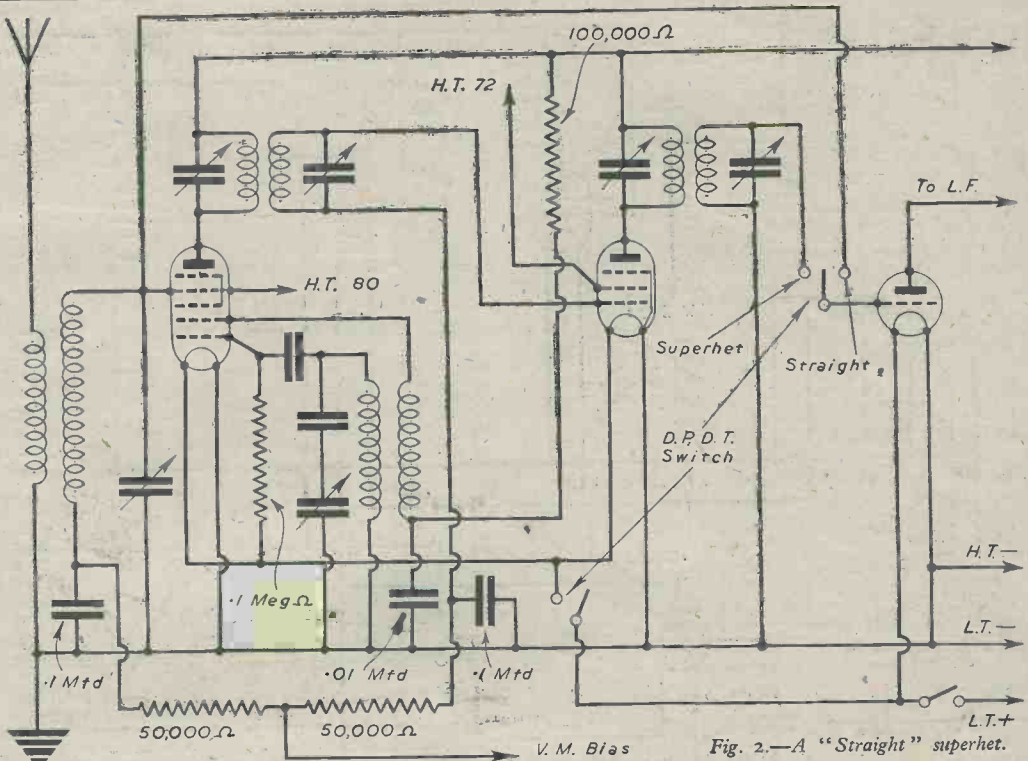 100,000Ω
H.T. 72
To L.F.
H.T. 80
Superhet
Straight
D.P.D.T.
Switch
H.T.—
.1 MegΩ
.1 Mfd
.01 Mfd
.1 Mfd
L.T.—
50,000Ω
50,000Ω
L.T.+
V.M. Bias
Fig. 2.—A "Straight" superhet.